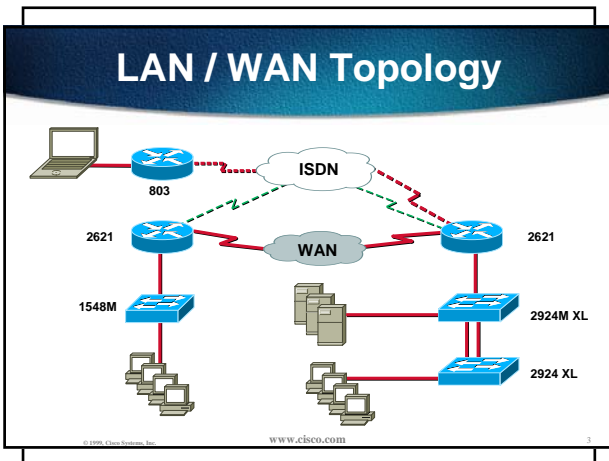 LAN / WAN Topology
ISDN
803
2621
WAN
2621
1548M
2924M XL
2924 XL
© 1999, Cisco Systems, Inc.
www.cisco.com
3